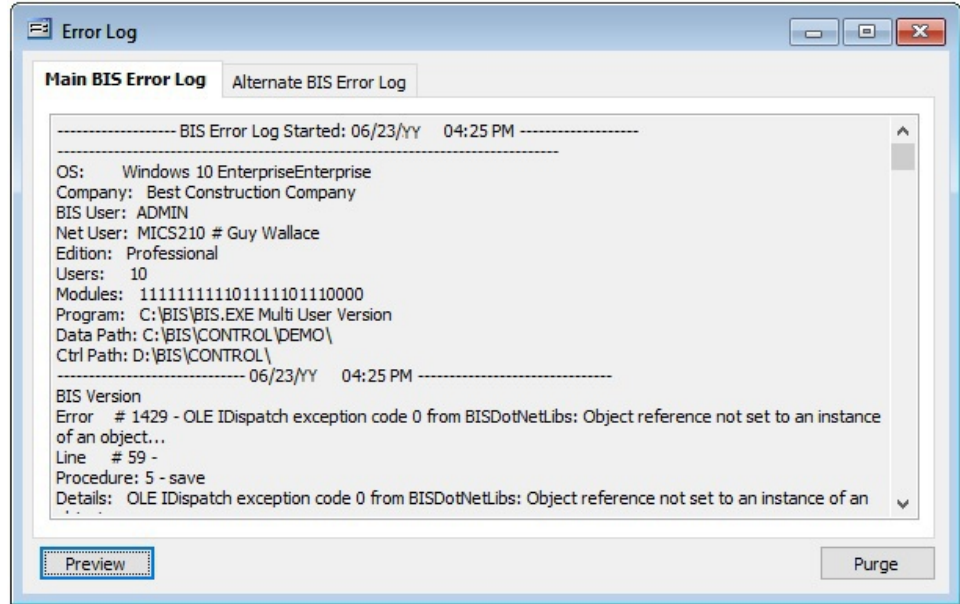 Error Log
Main BIS Error Log
Alternate BIS Error Log
------------------- BIS Error Log Started: 06/23/YY 04:25 PM -------------------
--------------------------------------------------------------------------------
OS: Windows 10 EnterpriseEnterprise
Company: Best Construction Company
BIS User: ADMIN
Net User: MICS210 # Guy Wallace
Edition: Professional
Users: 10
Modules: 111111111101111101110000
Program: C:\BIS\BIS.EXE Multi User Version
Data Path: C:\BIS\CONTROL\DEMO\
Ctrl Path: D:\BIS\CONTROL\
------------------------------ 06/23/YY 04:25 PM -------------------------------
BIS Version
Error # 1429 - OLE IDispatch exception code 0 from BISDotNetLibs: Object reference not set to an instance
of an object...
Line # 59 -
Procedure: 5 - save
Details: OLE IDispatch exception code 0 from BISDotNetLibs: Object reference not set to an instance of an
Preview
Purge